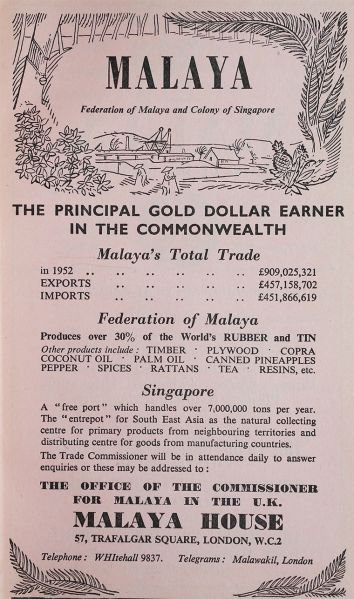 MALAYA
Federation of Malaya and Colony of Singapore
THE PRINCIPAL GOLD DOLLAR EARNER
IN THE COMMONWEALTH
Malaya's Total Trade
in 1952 .. .. .. .. .. £909,025,321
EXPORTS .. .. .. .. £457,158,702
IMPORTS .. .. .. .. £451,866,619
Federation of Malaya
Produces over 30% of the World's RUBBER and TIN
Other products include : TIMBER · PLYWOOD · COPRA
COCONUT OIL · PALM OIL · CANNED PINEAPPLES
PEPPER · SPICES · RATTANS · TEA · RESINS, etc.
Singapore
A "free port" which handles over 7,000,000 tons per year.
The "entrepot" for South East Asia as the natural collecting
centre for primary products from neighbouring territories and
distributing centre for goods from manufacturing countries.
The Trade Commissioner will be in attendance daily to answer
enquiries or these may be addressed to :
THE OFFICE OF THE COMMISSIONER
FOR MALAYA IN THE U.K.
MALAYA HOUSE
57, TRAFALGAR SQUARE, LONDON, W.C.2
Telephone : WHItehall 9837. Telegrams : Malawakil, London